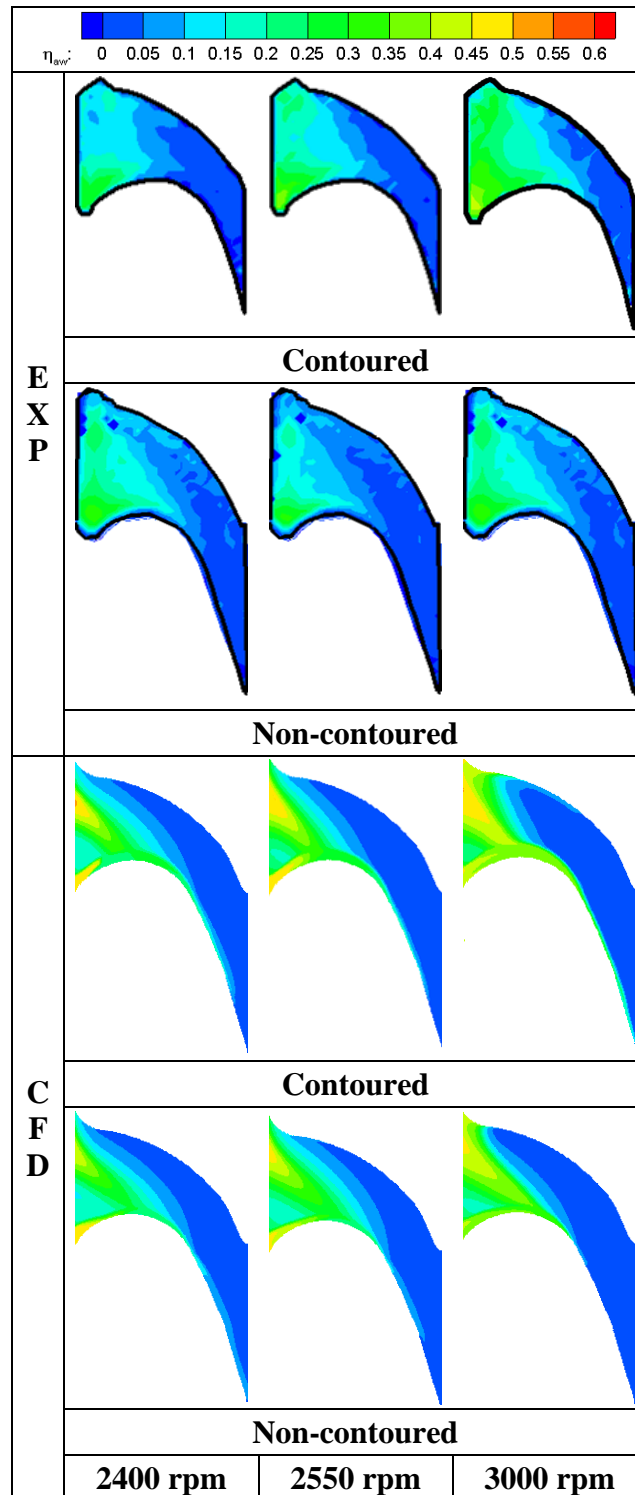 η_aw: 0 0.05 0.1 0.15 0.2 0.25 0.3 0.35 0.4 0.45 0.5 0.55 0.6
E
X
P
Contoured
Non-contoured
C
F
D
Contoured
Non-contoured
2400 rpm 2550 rpm 3000 rpm